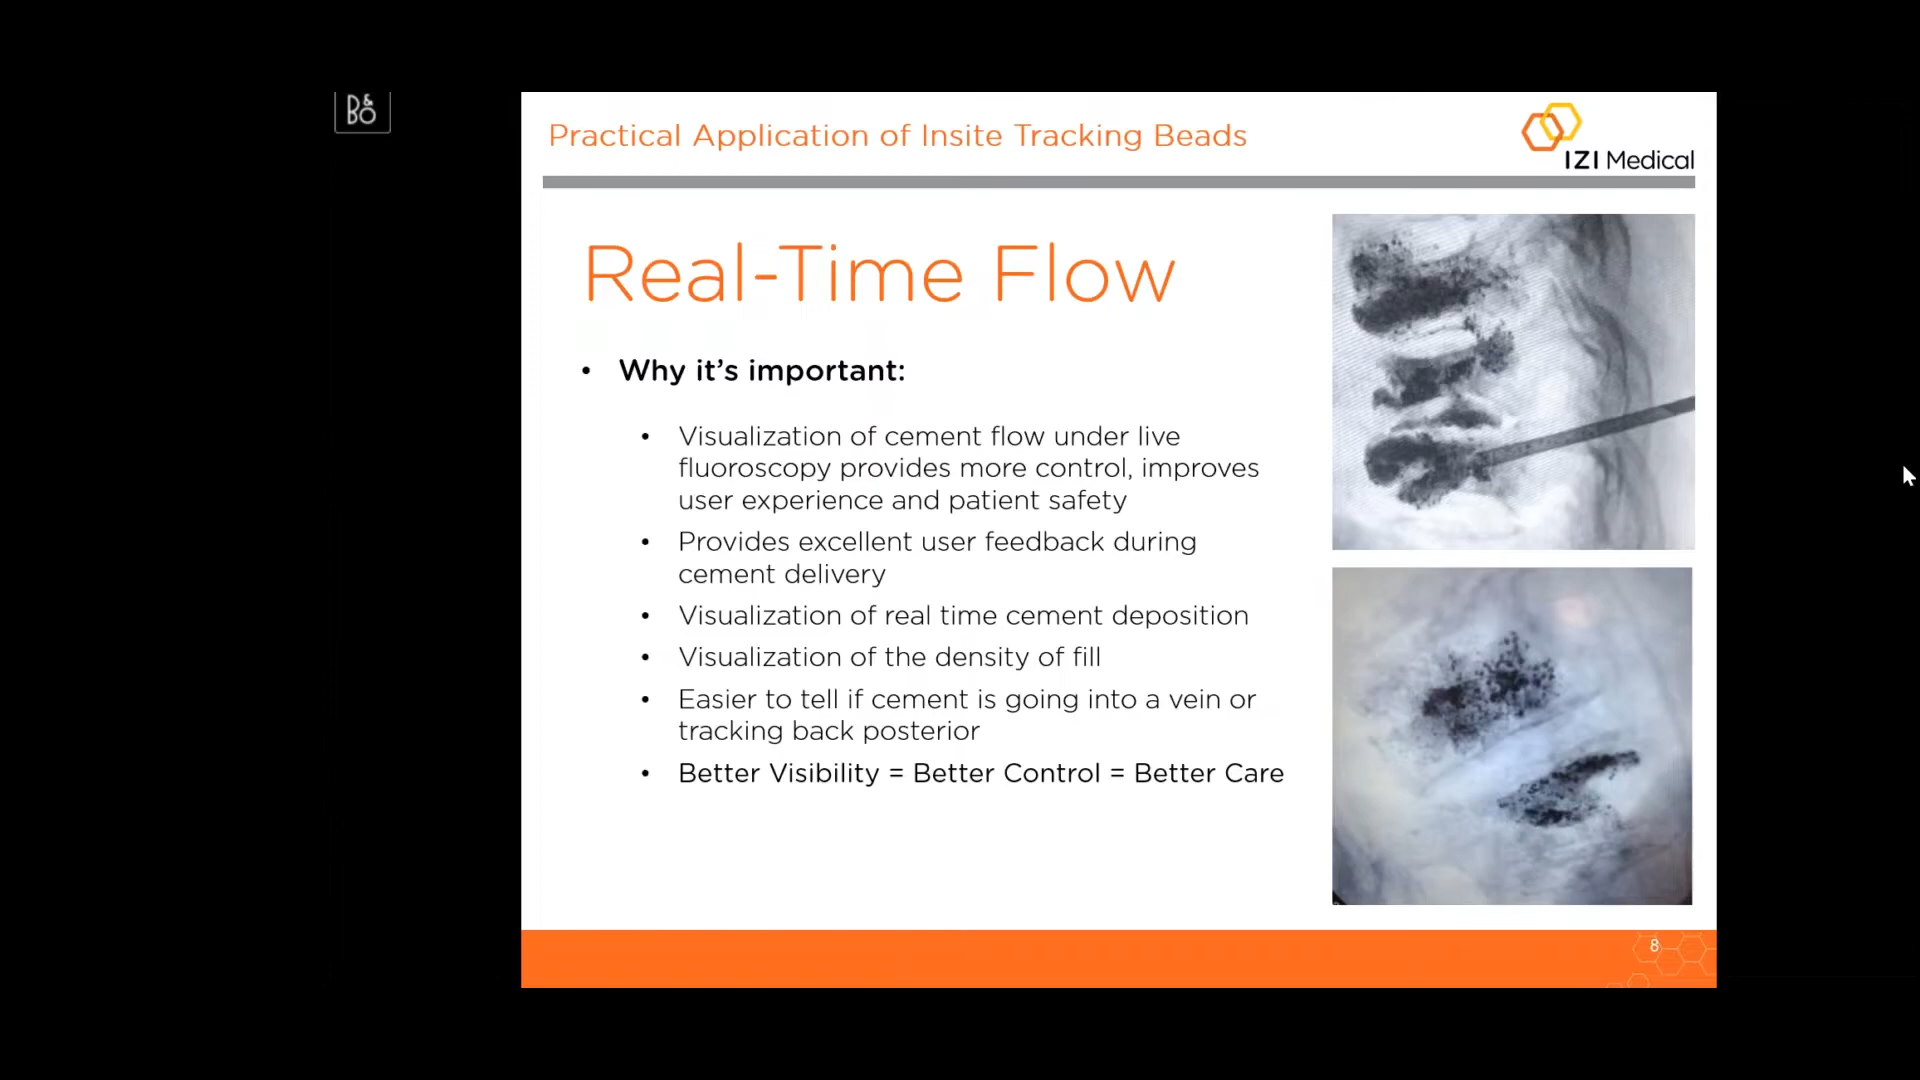 B&O
Practical Application of Insite Tracking Beads
IZI Medical
Real-Time Flow
• Why it's important:
• Visualization of cement flow under live
fluoroscopy provides more control, improves
user experience and patient safety
• Provides excellent user feedback during
cement delivery
• Visualization of real time cement deposition
• Visualization of the density of fill
• Easier to tell if cement is going into a vein or
tracking back posterior
• Better Visibility = Better Control = Better Care
8